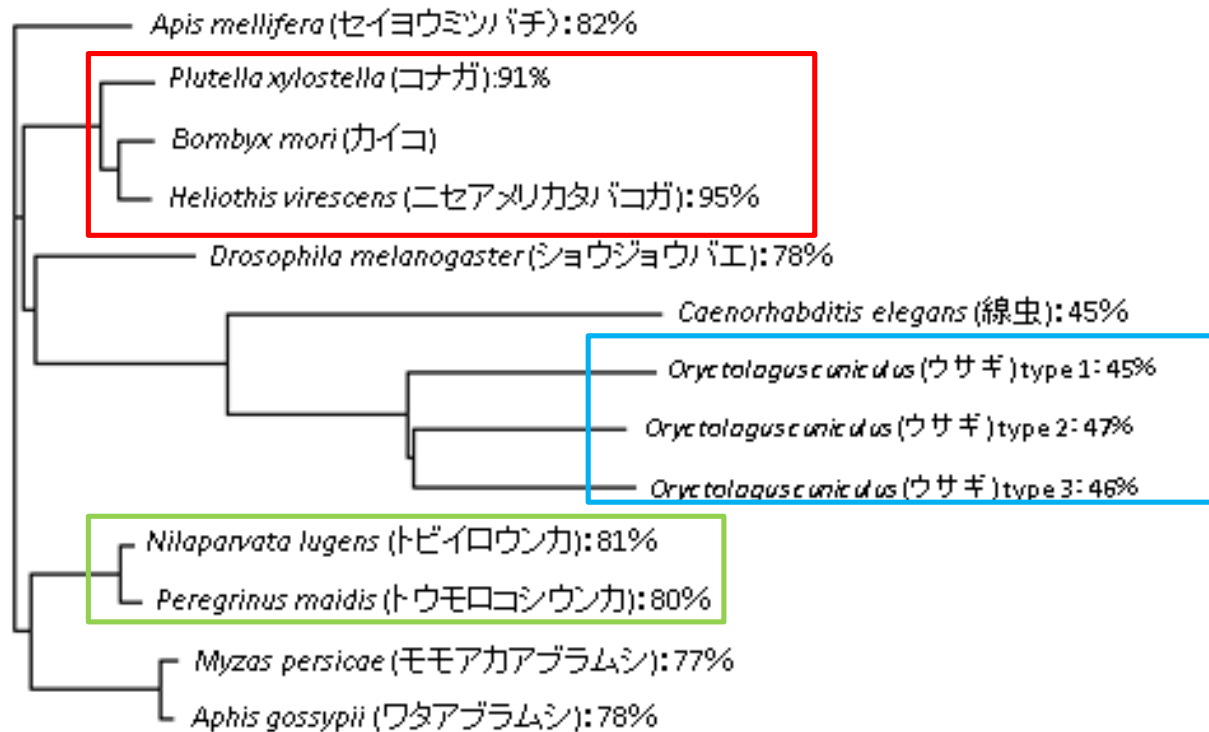 Apis mellifera (セイヨウミツバチ):82%
Plutella xylostella (コナガ):91%
Bombyx mori (カイコ)
Heliothis virescens (ニセアメリカタバコガ):95%
Drosophila melanogaster (ショウジョウバエ):78%
Caenorhabditis elegans (線虫):45%
Oryctolagus cuniculus (ウサギ) type 1:45%
Oryctolagus cuniculus (ウサギ) type 2:47%
Oryctolagus cuniculus (ウサギ) type 3:46%
Nilaparvata lugens (トビイロウンカ):81%
Peregrinus maidis (トウモロコシウンカ):80%
Myzas persicae (モモアカアブラムシ):77%
Aphis gossypii (ワタアブラムシ):78%